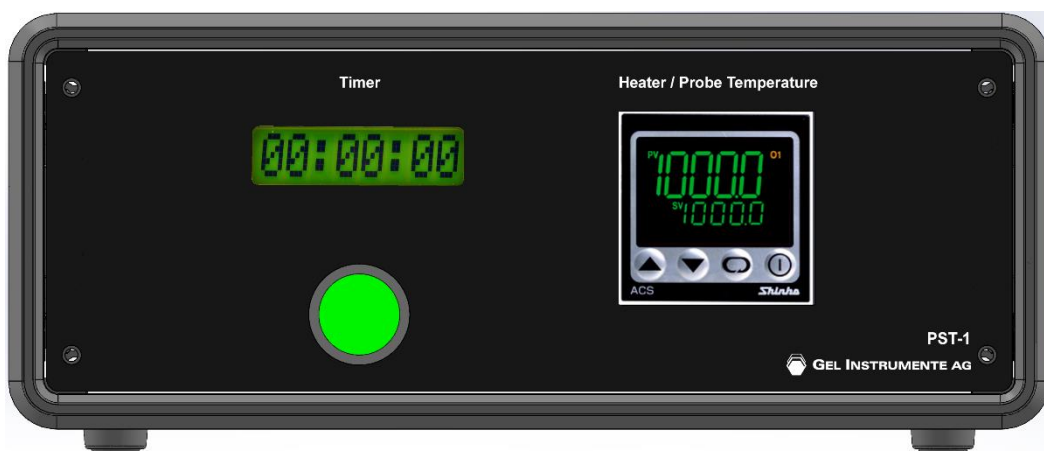 Timer
Heater / Probe Temperature
00:00:00
PV 1000.0 O1
SV 1000.0
ACS Shinko
PST-1
GEL INSTRUMENTE AG